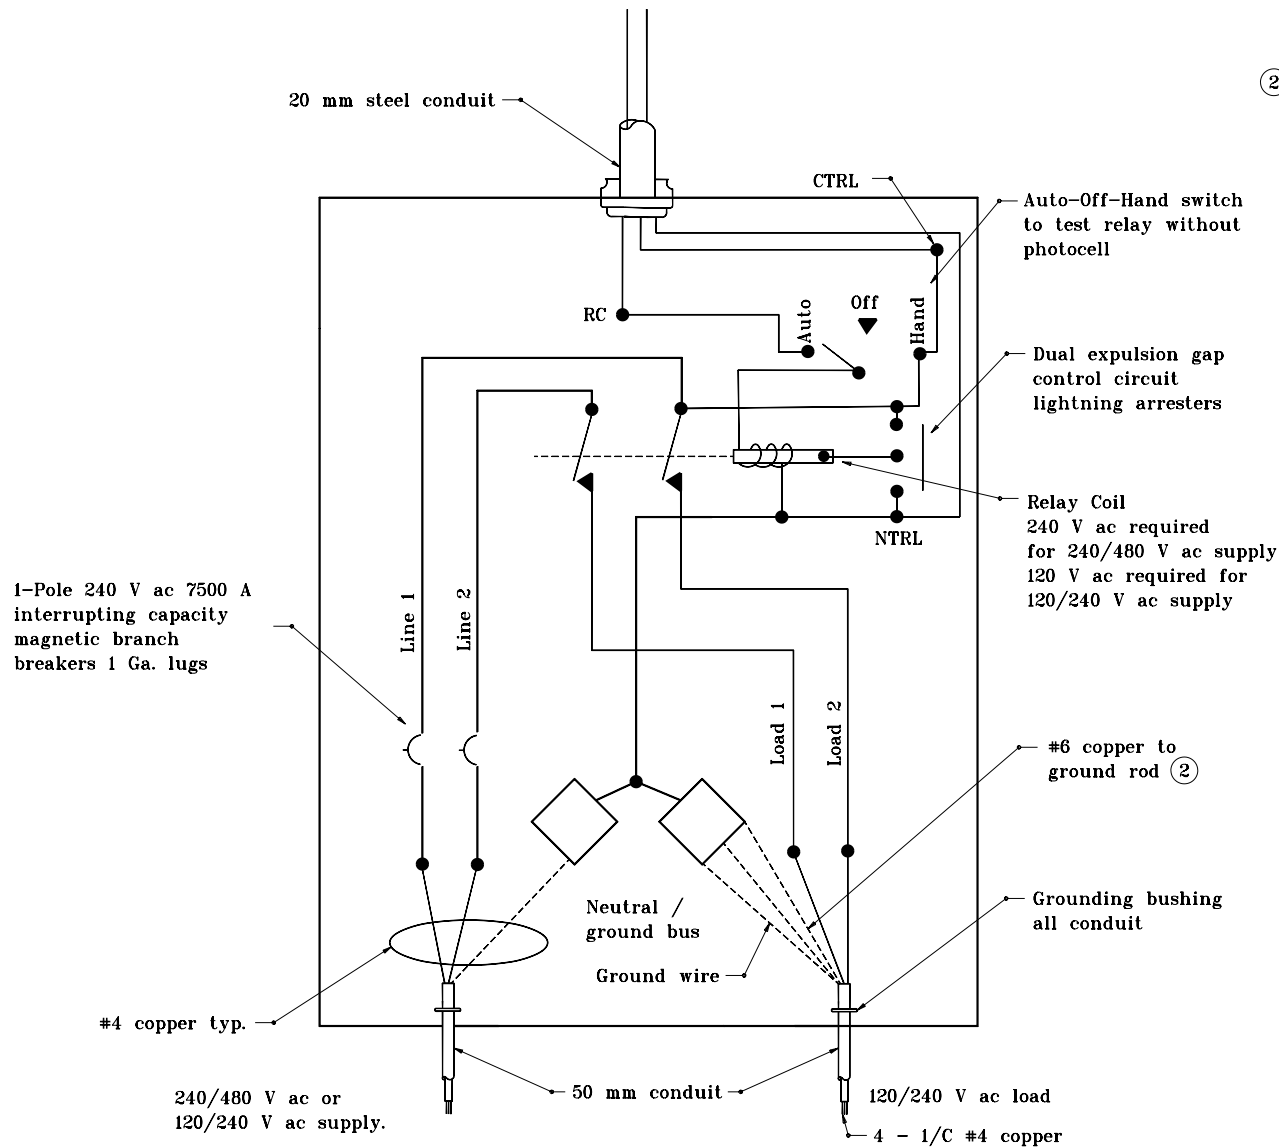 2
20 mm steel conduit
CTRL
Auto-Off-Hand switch
to test relay without
photocell
RC
Auto
Off
Hand
Dual expulsion gap
control circuit
lightning arresters
Relay Coil
240 V ac required
for 240/480 V ac supply
120 V ac required for
120/240 V ac supply
NTRL
1-Pole 240 V ac 7500 A
interrupting capacity
magnetic branch
breakers 1 Ga. lugs
Line 1
Line 2
Load 1
Load 2
#6 copper to
ground rod 2
Neutral /
ground bus
Ground wire
Grounding bushing
all conduit
#4 copper typ.
50 mm conduit
240/480 V ac or
120/240 V ac supply.
120/240 V ac load
4 - 1/C #4 copper